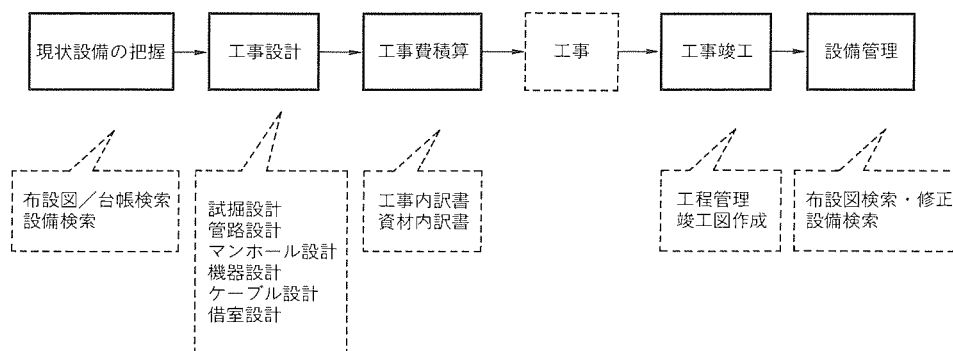 現状設備の把握
工事設計
工事費積算
工事
工事竣工
設備管理
布設図／台帳検索
設備検索
試掘設計
管路設計
マンホール設計
機器設計
ケーブル設計
借室設計
工事内訳書
資材内訳書
工程管理
竣工図作成
布設図検索・修正
設備検索